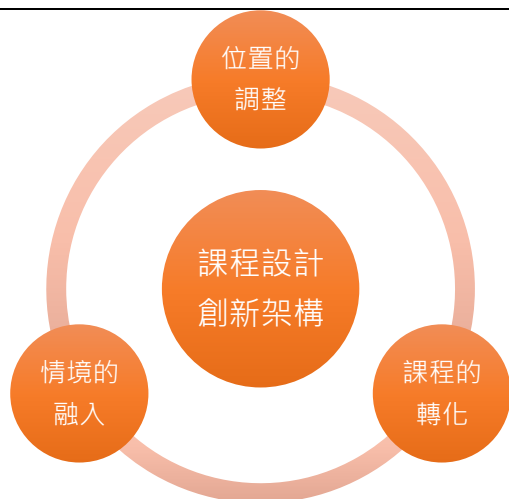 位置的
調整
課程設計
創新架構
情境的
融入
課程的
轉化